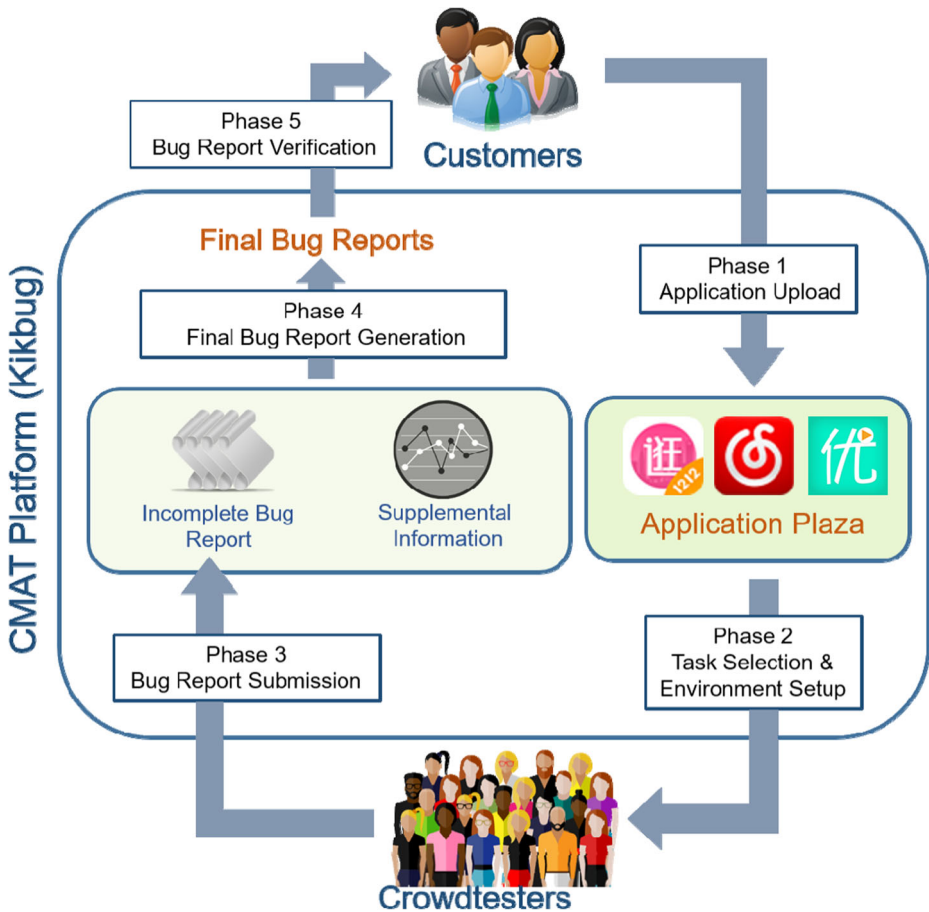 Phase 5
Bug Report Verification
Customers
CMAT Platform (Kikbug)
Final Bug Reports
Phase 1
Application Upload
Phase 4
Final Bug Report Generation
Incomplete Bug
Report
Supplemental
Information
逛
1212
优
Application Plaza
Phase 3
Bug Report Submission
Phase 2
Task Selection &
Environment Setup
Crowdtesters